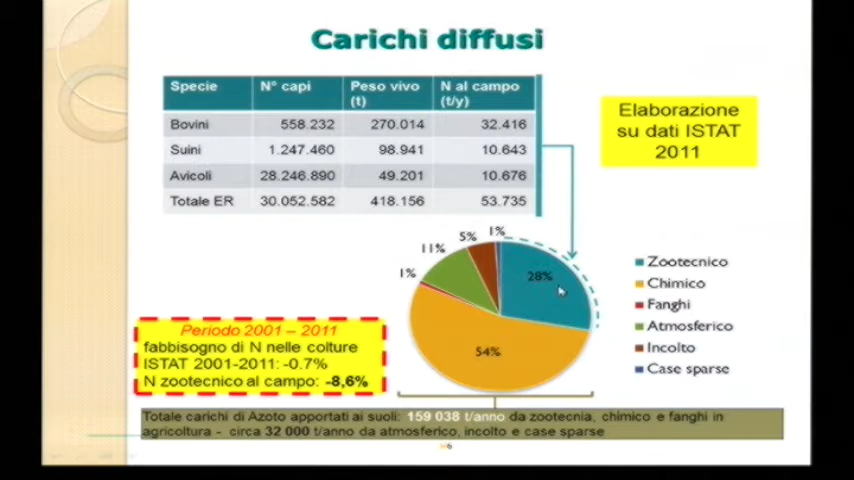 Carichi diffusi
Specie N° capi Peso vivo (t) N al campo (t/y)
Bovini 558.232 270.014 32.416
Suini 1.247.460 98.941 10.643
Avicoli 28.246.890 49.201 10.676
Totale ER 30.052.582 418.156 53.735
Elaborazione
su dati ISTAT
2011
1%
5%
11%
1%
28%
54%
Zootecnico
Chimico
Fanghi
Atmosferico
Incolto
Case sparse
Periodo 2001 – 2011
fabbisogno di N nelle colture
ISTAT 2001-2011: -0.7%
N zootecnico al campo: -8,6%
Totale carichi di Azoto apportati ai suoli: 159 038 t/anno da zootecnia, chimico e fanghi in
agricoltura - circa 32 000 t/anno da atmosferico, incolto e case sparse